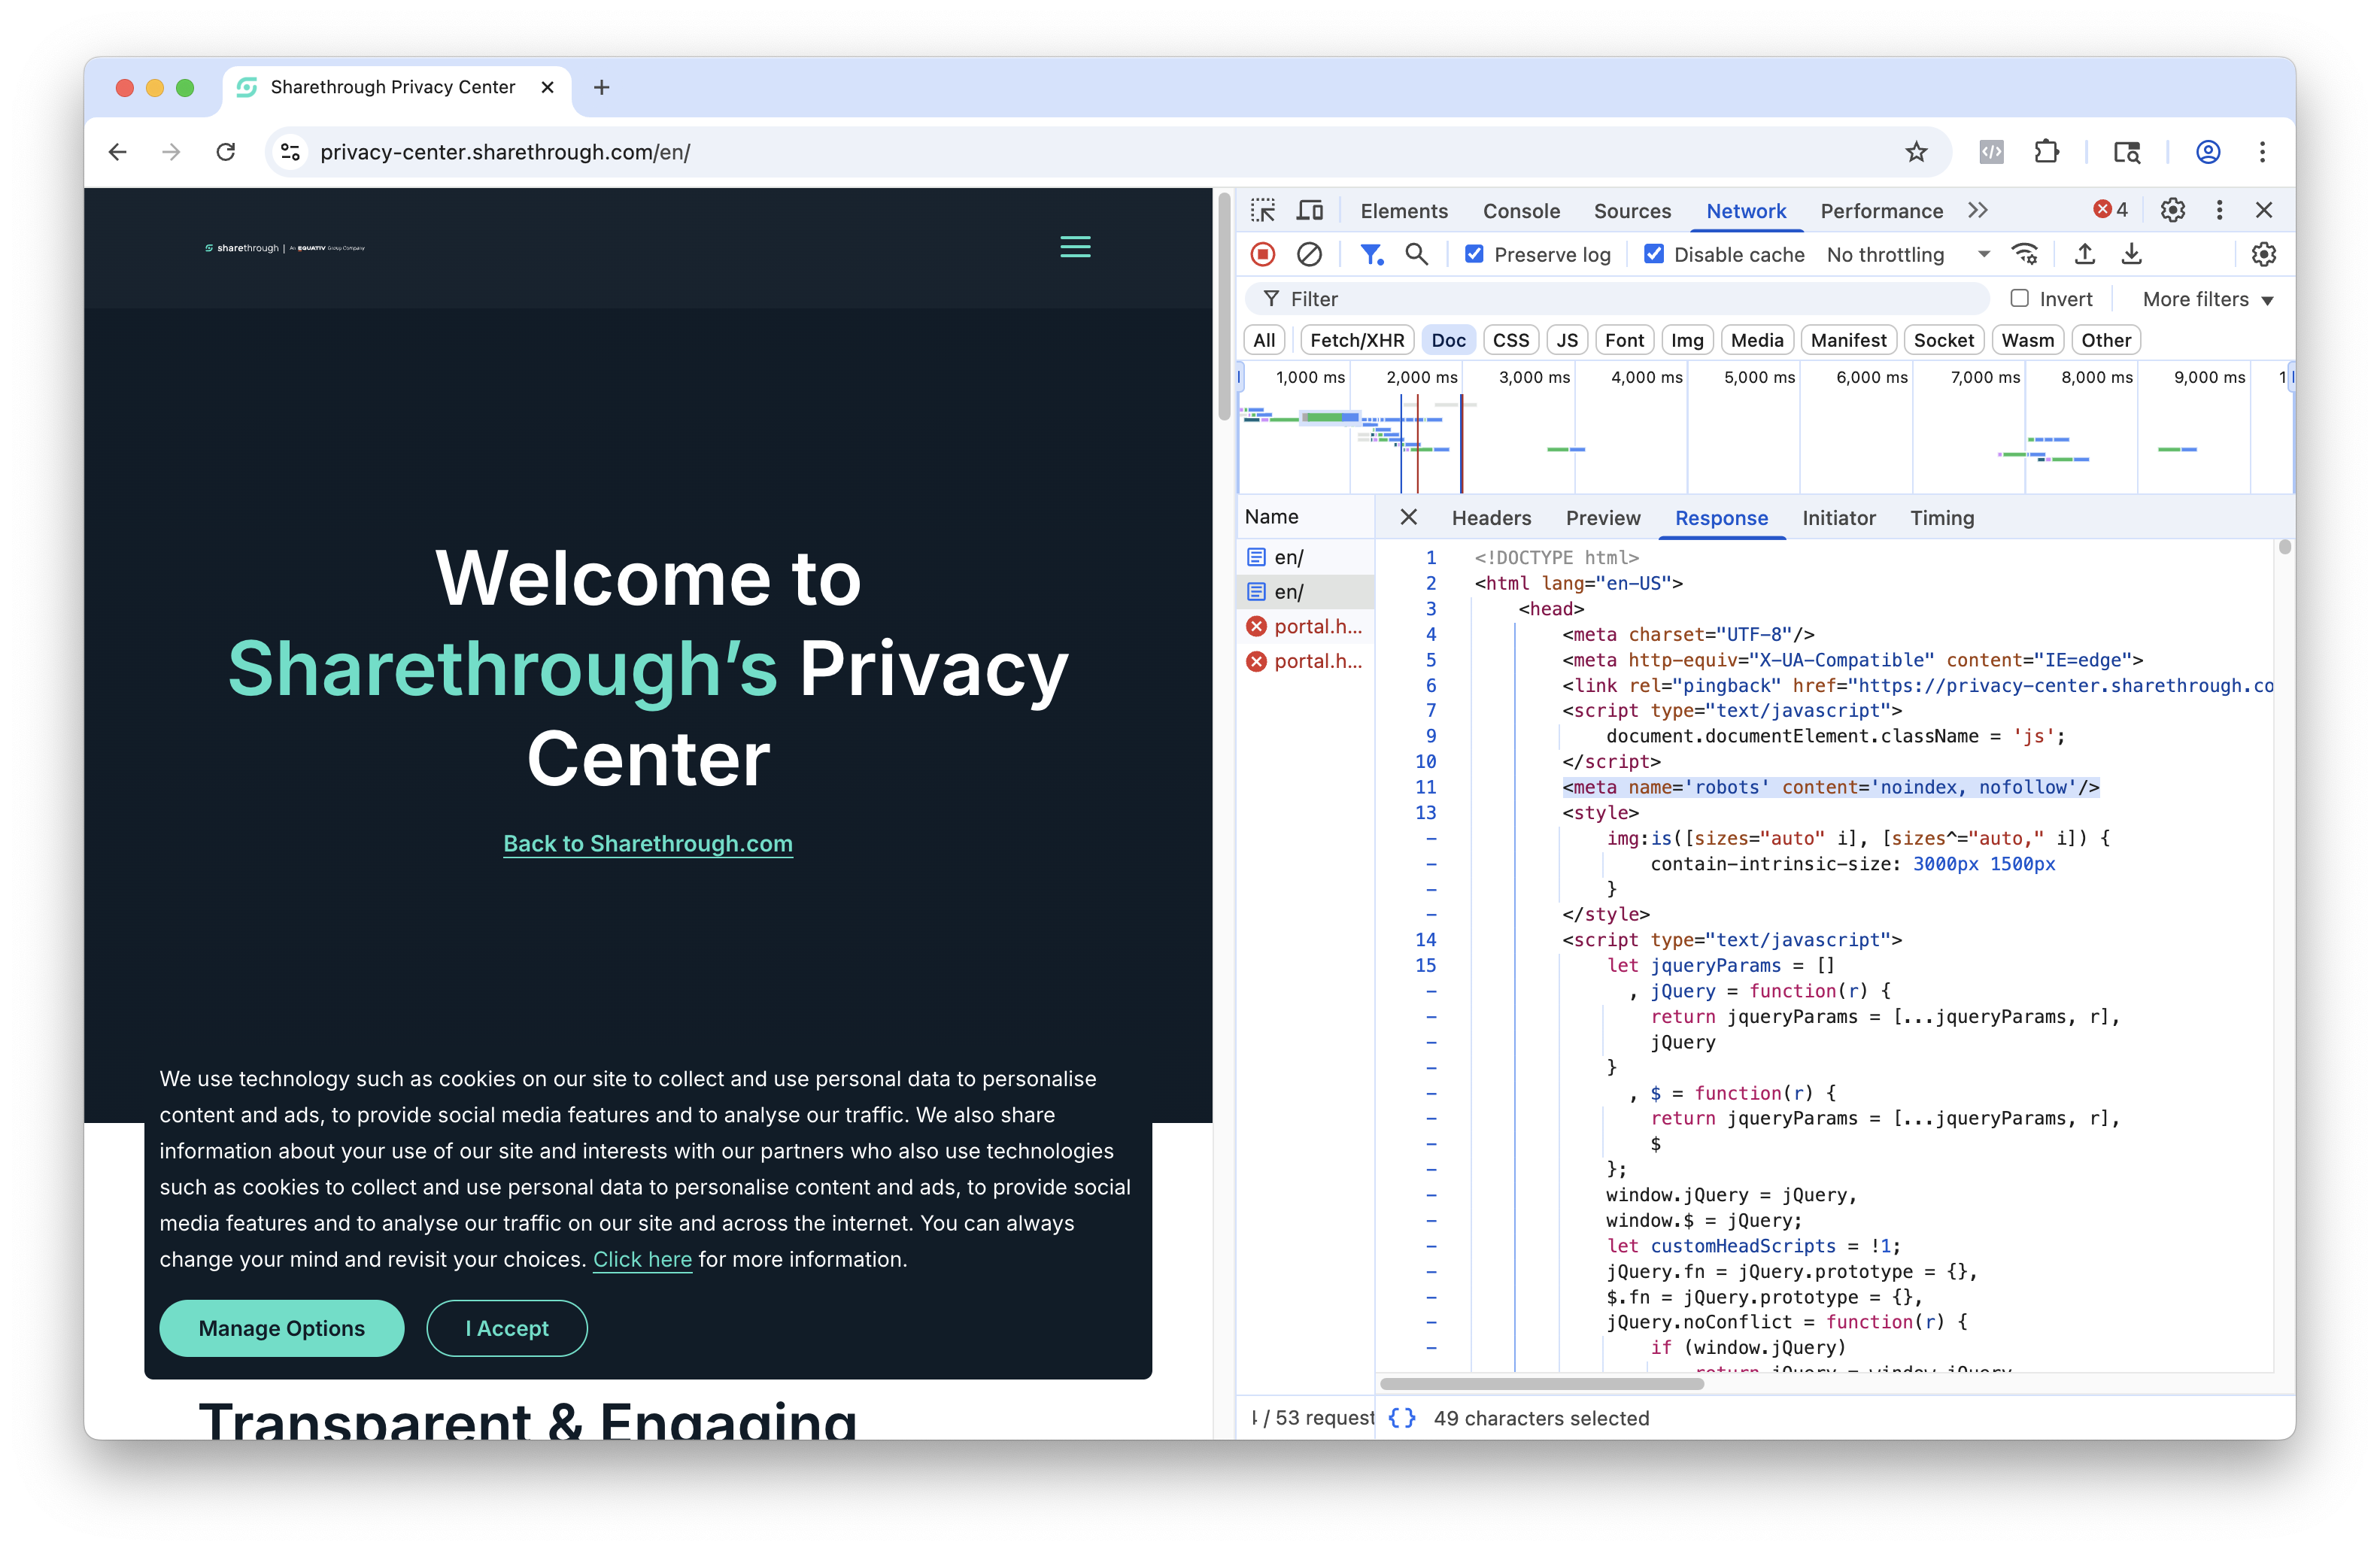 Sharethrough Privacy Center
privacy-center.sharethrough.com/en/
sharethrough | An EQUATIV Group Company
Welcome to
Sharethrough’s Privacy
Center
Back to Sharethrough.com
We use technology such as cookies on our site to collect and use personal data to personalise
content and ads, to provide social media features and to analyse our traffic. We also share
information about your use of our site and interests with our partners who also use technologies
such as cookies to collect and use personal data to personalise content and ads, to provide social
media features and to analyse our traffic on our site and across the internet. You can always
change your mind and revisit your choices. Click here for more information.
Manage Options I Accept
Transparent & Engaging
Elements Console Sources Network Performance 4
Preserve log Disable cache No throttling
Filter Invert More filters
All Fetch/XHR Doc CSS JS Font Img Media Manifest Socket Wasm Other
1,000 ms 2,000 ms 3,000 ms 4,000 ms 5,000 ms 6,000 ms 7,000 ms 8,000 ms 9,000 ms
Name
en/
en/
portal.h...
portal.h...
Headers Preview Response Initiator Timing
1 <!DOCTYPE html>
2 <html lang="en-US">
3 <head>
4 <meta charset="UTF-8"/>
5 <meta http-equiv="X-UA-Compatible" content="IE=edge">
6 <link rel="pingback" href="https://privacy-center.sharethrough.co
7 <script type="text/javascript">
9 document.documentElement.className = 'js';
10 </script>
11 <meta name='robots' content='noindex, nofollow'/>
13 <style>
- img:is([sizes="auto" i], [sizes^="auto," i]) {
- contain-intrinsic-size: 3000px 1500px
- }
- </style>
14 <script type="text/javascript">
15 let jqueryParams = []
- , jQuery = function(r) {
- return jqueryParams = [...jqueryParams, r],
- jQuery
- }
- , $ = function(r) {
- return jqueryParams = [...jqueryParams, r],
- $
- };
- window.jQuery = jQuery,
- window.$ = jQuery;
- let customHeadScripts = !1;
- jQuery.fn = jQuery.prototype = {},
- $.fn = jQuery.prototype = {},
- jQuery.noConflict = function(r) {
- if (window.jQuery)
return jQuery = window.jQuery
/ 53 request
{ } 49 characters selected